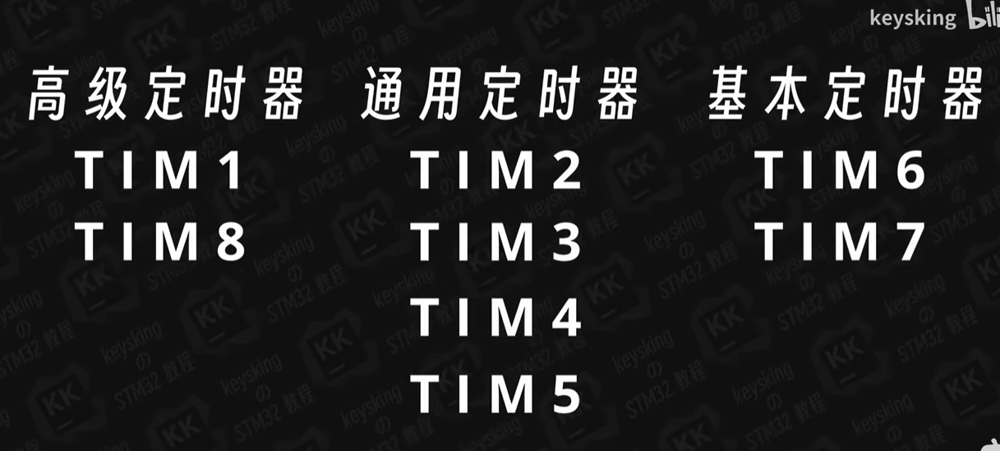 keysking bili
高级定时器 通用定时器 基本定时器
TIM1 TIM2 TIM6
TIM8 TIM3 TIM7
TIM4
TIM5